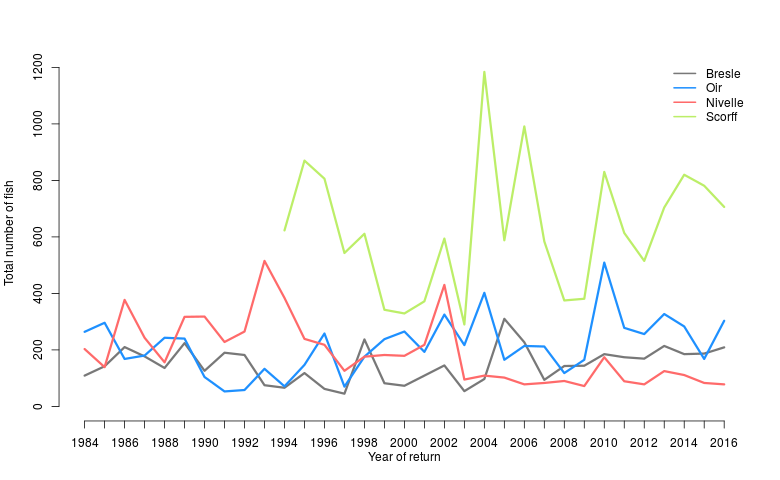 Bresle
Oir
Nivelle
Scorff
Total number of fish
1200
1000
800
600
400
200
0
1984 1986 1988 1990 1992 1994 1996 1998 2000 2002 2004 2006 2008 2010 2012 2014 2016
Year of return